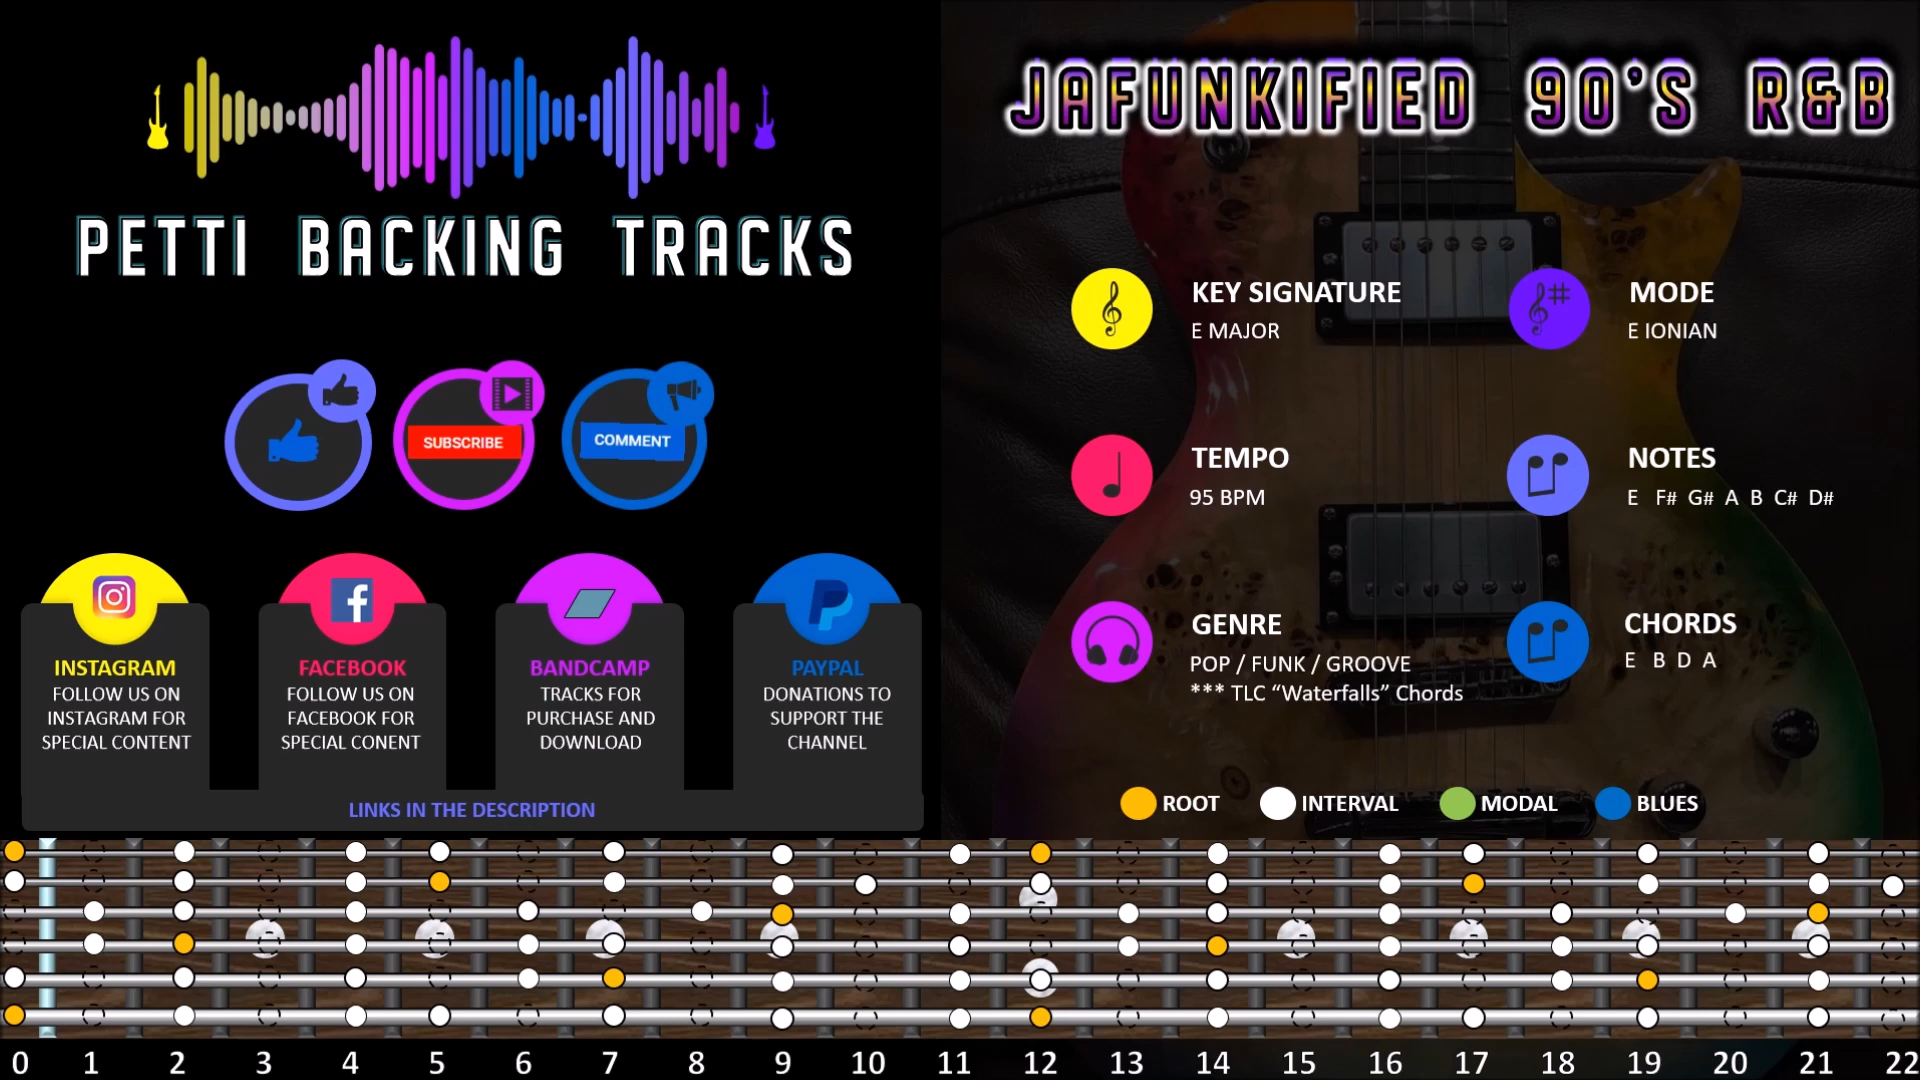 JAFUNKIFIED 90'S R&B
PETTI BACKING TRACKS
KEY SIGNATURE
E MAJOR
MODE
E IONIAN
TEMPO
95 BPM
NOTES
E F# G# A B C# D#
GENRE
POP / FUNK / GROOVE
*** TLC “Waterfalls” Chords
CHORDS
E B D A
SUBSCRIBE
COMMENT
INSTAGRAM
FOLLOW US ON
INSTAGRAM FOR
SPECIAL CONTENT
FACEBOOK
FOLLOW US ON
FACEBOOK FOR
SPECIAL CONENT
BANDCAMP
TRACKS FOR
PURCHASE AND
DOWNLOAD
PAYPAL
DONATIONS TO
SUPPORT THE
CHANNEL
LINKS IN THE DESCRIPTION
ROOT INTERVAL MODAL BLUES
0 1 2 3 4 5 6 7 8 9 10 11 12 13 14 15 16 17 18 19 20 21 22